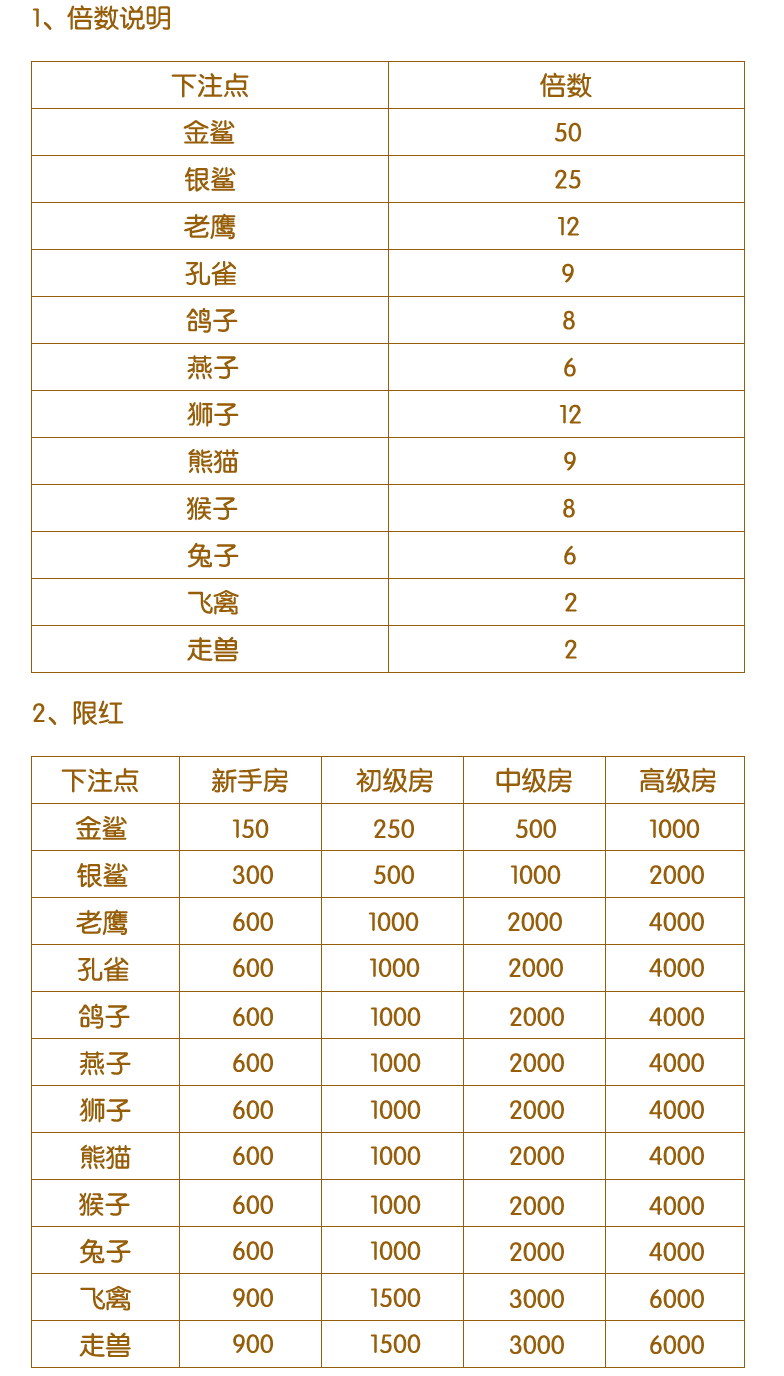 1、倍数说明
下注点 倍数
金鲨 50
银鲨 25
老鹰 12
孔雀 9
鸽子 8
燕子 6
狮子 12
熊猫 9
猴子 8
兔子 6
飞禽 2
走兽 2
2、限红
下注点 新手房 初级房 中级房 高级房
金鲨 150 250 500 1000
银鲨 300 500 1000 2000
老鹰 600 1000 2000 4000
孔雀 600 1000 2000 4000
鸽子 600 1000 2000 4000
燕子 600 1000 2000 4000
狮子 600 1000 2000 4000
熊猫 600 1000 2000 4000
猴子 600 1000 2000 4000
兔子 600 1000 2000 4000
飞禽 900 1500 3000 6000
走兽 900 1500 3000 6000